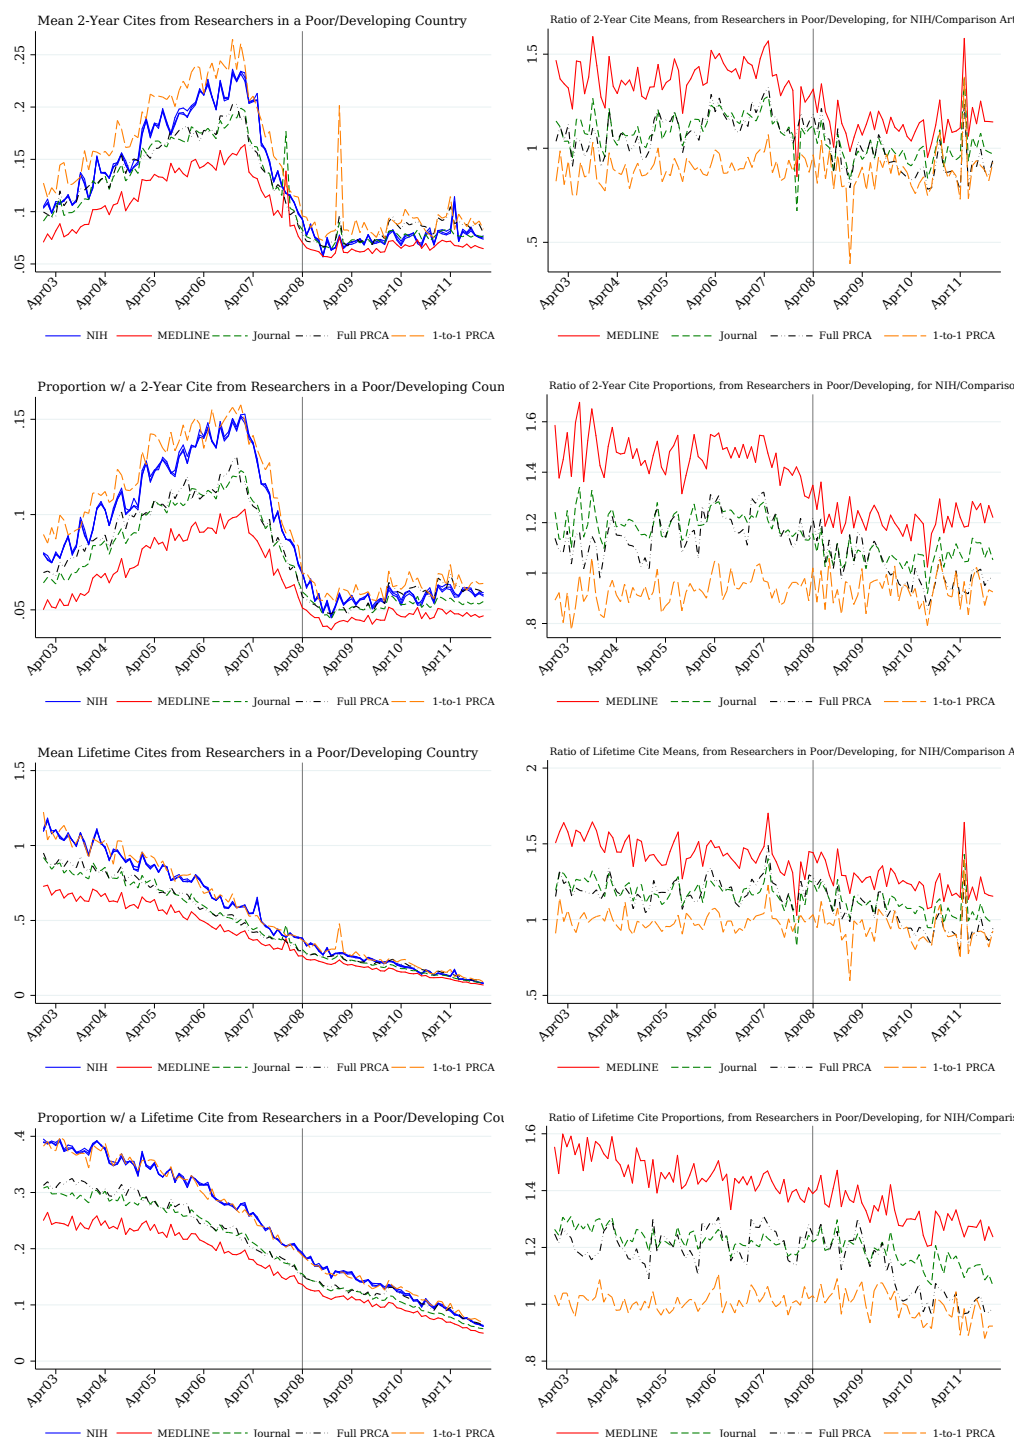 Mean 2-Year Cites from Researchers in a Poor/Developing Country
.25
.2
.15
.1
.05
Apr03 Apr04 Apr05 Apr06 Apr07 Apr08 Apr09 Apr10 Apr11
NIH MEDLINE Journal Full PRCA 1-to-1 PRCA
Ratio of 2-Year Cite Means, from Researchers in Poor/Developing, for NIH/Comparison Art
1.5
1
.5
Apr03 Apr04 Apr05 Apr06 Apr07 Apr08 Apr09 Apr10 Apr11
MEDLINE Journal Full PRCA 1-to-1 PRCA
Proportion w/ a 2-Year Cite from Researchers in a Poor/Developing Coun
.15
.1
.05
Apr03 Apr04 Apr05 Apr06 Apr07 Apr08 Apr09 Apr10 Apr11
NIH MEDLINE Journal Full PRCA 1-to-1 PRCA
Ratio of 2-Year Cite Proportions, from Researchers in Poor/Developing, for NIH/Compariso
1.6
1.4
1.2
1
.8
Apr03 Apr04 Apr05 Apr06 Apr07 Apr08 Apr09 Apr10 Apr11
MEDLINE Journal Full PRCA 1-to-1 PRCA
Mean Lifetime Cites from Researchers in a Poor/Developing Country
1.5
1
.5
0
Apr03 Apr04 Apr05 Apr06 Apr07 Apr08 Apr09 Apr10 Apr11
NIH MEDLINE Journal Full PRCA 1-to-1 PRCA
Ratio of Lifetime Cite Means, from Researchers in Poor/Developing, for NIH/Comparison A
2
1.5
1
.5
Apr03 Apr04 Apr05 Apr06 Apr07 Apr08 Apr09 Apr10 Apr11
MEDLINE Journal Full PRCA 1-to-1 PRCA
Proportion w/ a Lifetime Cite from Researchers in a Poor/Developing Cou
.4
.3
.2
.1
0
Apr03 Apr04 Apr05 Apr06 Apr07 Apr08 Apr09 Apr10 Apr11
NIH MEDLINE Journal Full PRCA 1-to-1 PRCA
Ratio of Lifetime Cite Proportions, from Researchers in Poor/Developing, for NIH/Compari
1.6
1.4
1.2
1
.8
Apr03 Apr04 Apr05 Apr06 Apr07 Apr08 Apr09 Apr10 Apr11
MEDLINE Journal Full PRCA 1-to-1 PRCA